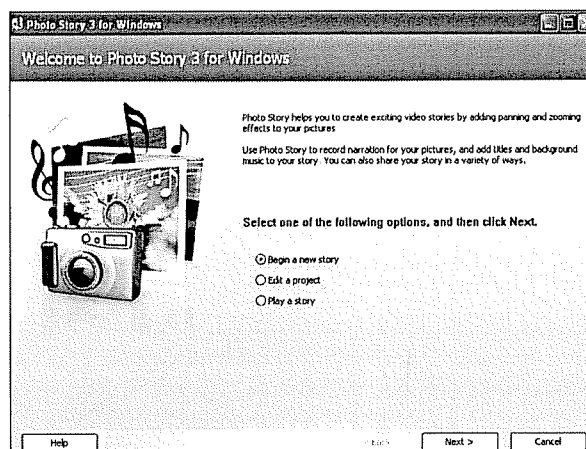 Photo Story 3 for Windows
Welcome to Photo Story 3 for Windows
Photo Story helps you to create exciting video stories by adding panning and zooming
effects to your pictures
Use Photo Story to record narration for your pictures, and add titles and background
music to your story. You can also share your story in a variety of ways.
Select one of the following options, and then click Next.
Begin a new story
Edit a project
Play a story
Help
Next >
Cancel